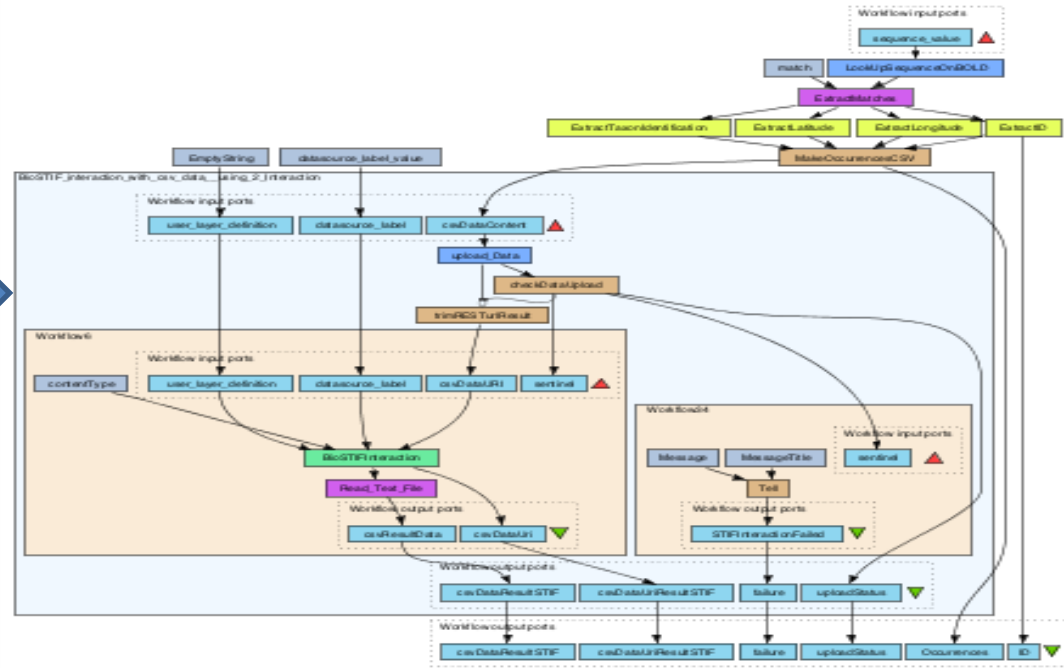 Workflow input ports
sequence_value
match
LookUpSequenceOnBOLD
ExtractMatches
ExtractTaxonIdentification
ExtractLatitude
ExtractLongitude
ExtractID
EmptyString
datasource_label_value
MakeOccurrencesCSV
BioSTIF_interaction_with_csv_data__using_2_Interaction
Workflow input ports
user_layer_definition
datasource_label
csvDataContent
upload_Data
checkDataUpload
trimRESTurlResult
Workflow6
Workflow input ports
contentType
user_layer_definition
datasource_label
csvDataURI
sentinel
BioSTIFInteraction
Read_Text_File
Workflow output ports
csvResultData
csvDataUri
Workflow input ports
Message
MessageTitle
sentinel
Tell
Workflow output ports
STIFInteractionFailed
Workflow output ports
csvDataResultSTIF
csvDataUriResultSTIF
failure
uploadStatus
Workflow output ports
csvDataResultSTIF
csvDataUriResultSTIF
failure
uploadStatus
Occurrences
ID